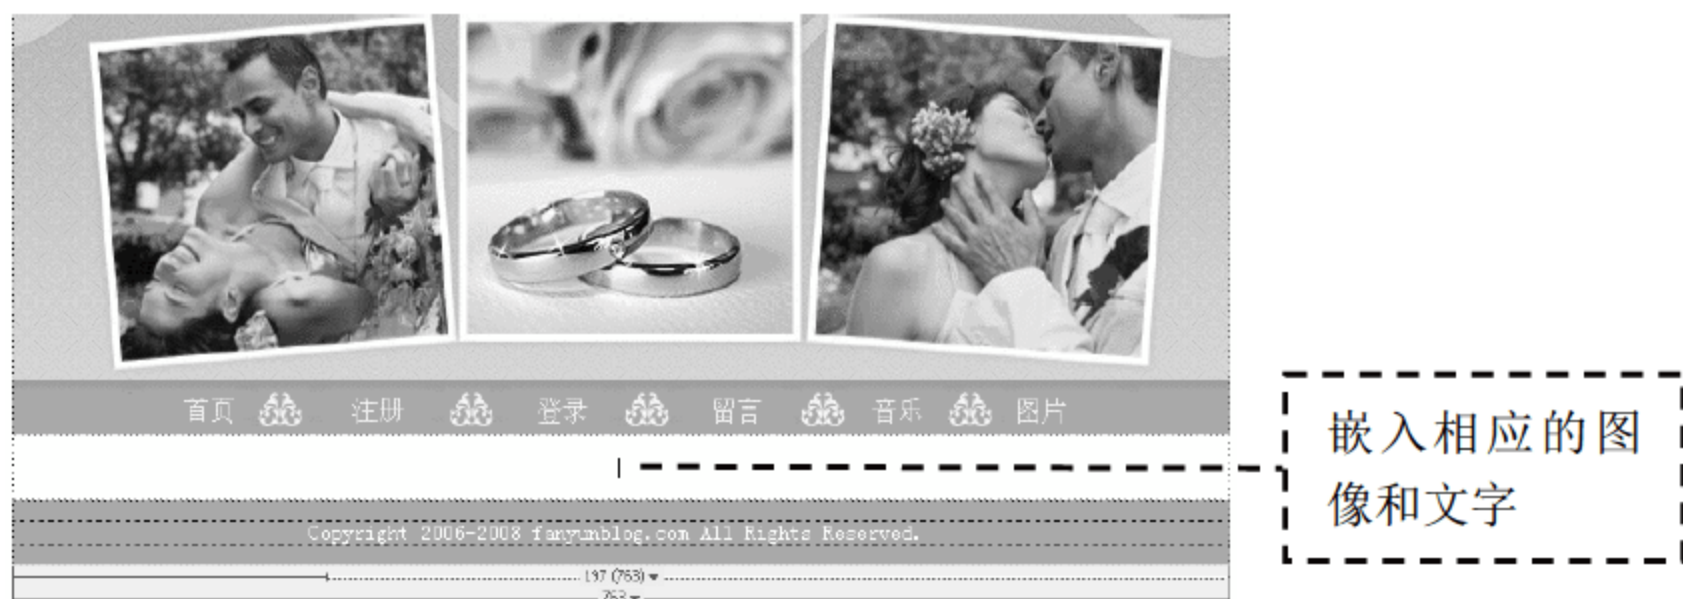 首页 注册 登录 留言 音乐 图片
嵌入相应的图
像和文字
Copyright 2006-2008 fanyunblog.com All Rights Reserved.
197 (763)
763